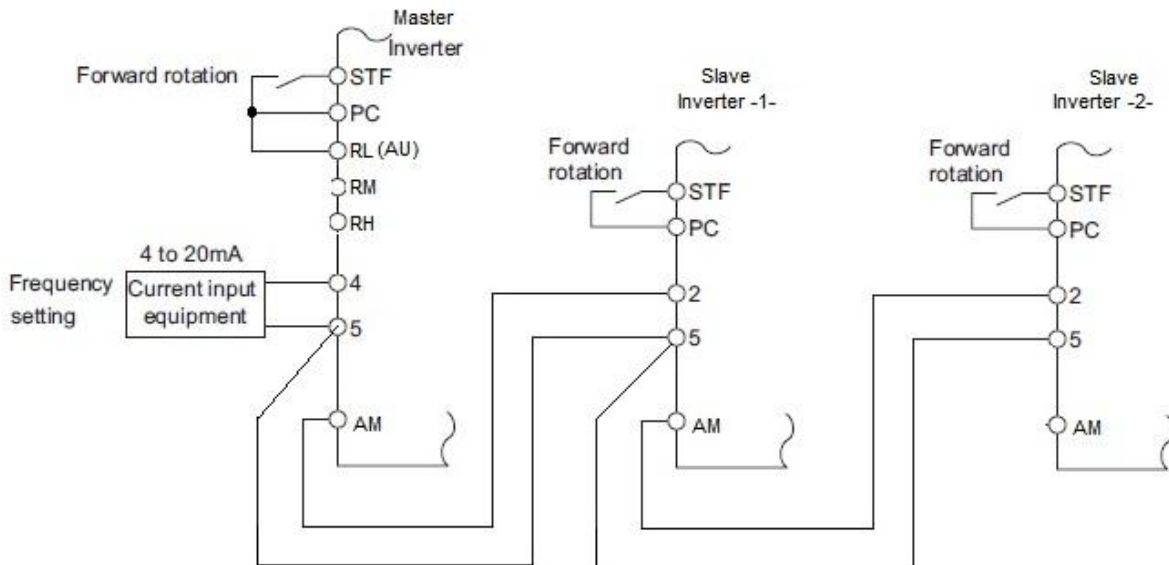 Master
Inverter
Forward rotation
STF
PC
RL (AU)
RM
RH
4 to 20mA
Frequency
setting
Current input
equipment
4
5
AM
Slave
Inverter -1-
Forward
rotation
STF
PC
2
5
AM
Slave
Inverter -2-
Forward
rotation
STF
PC
2
5
AM